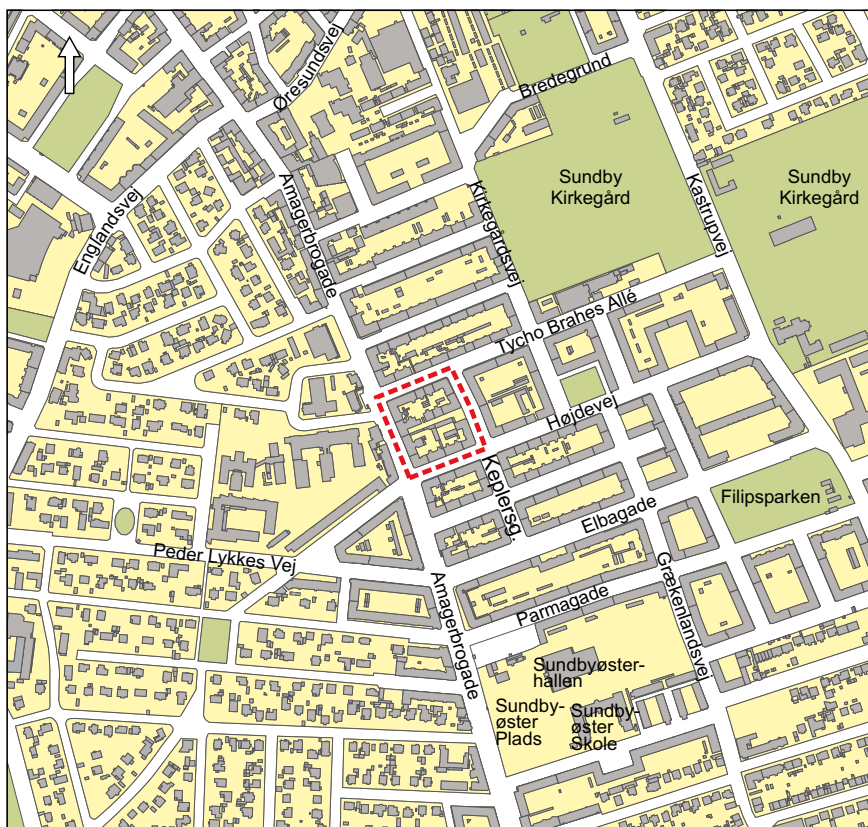 Øresundsvej
Bredegrund
Englandsvej
Amagerbrogade
Kirkegårdsvej
Sundby
Kirkegård
Kastrupvej
Sundby
Kirkegård
Tycho Brahes Allé
Højdevej
Keplersg.
Elbagade
Filipsparken
Peder Lykkes Vej
Amagerbrogade
Parmagade
Grækenlandsvej
Sundbyøster-
hallen
Sundby-
øster
Plads
Sundby-
øster
Skole